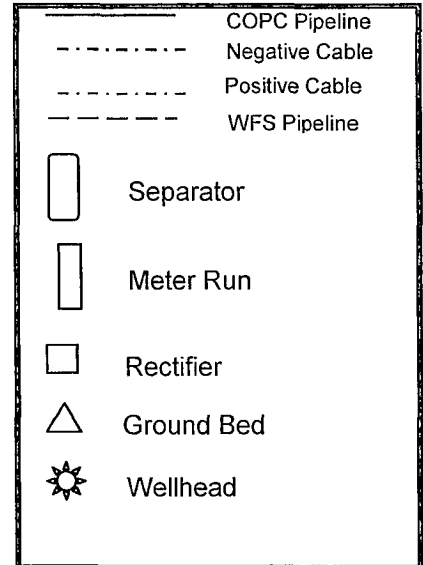 COPC Pipeline
Negative Cable
Positive Cable
WFS Pipeline
Separator
Meter Run
Rectifier
Ground Bed
Wellhead